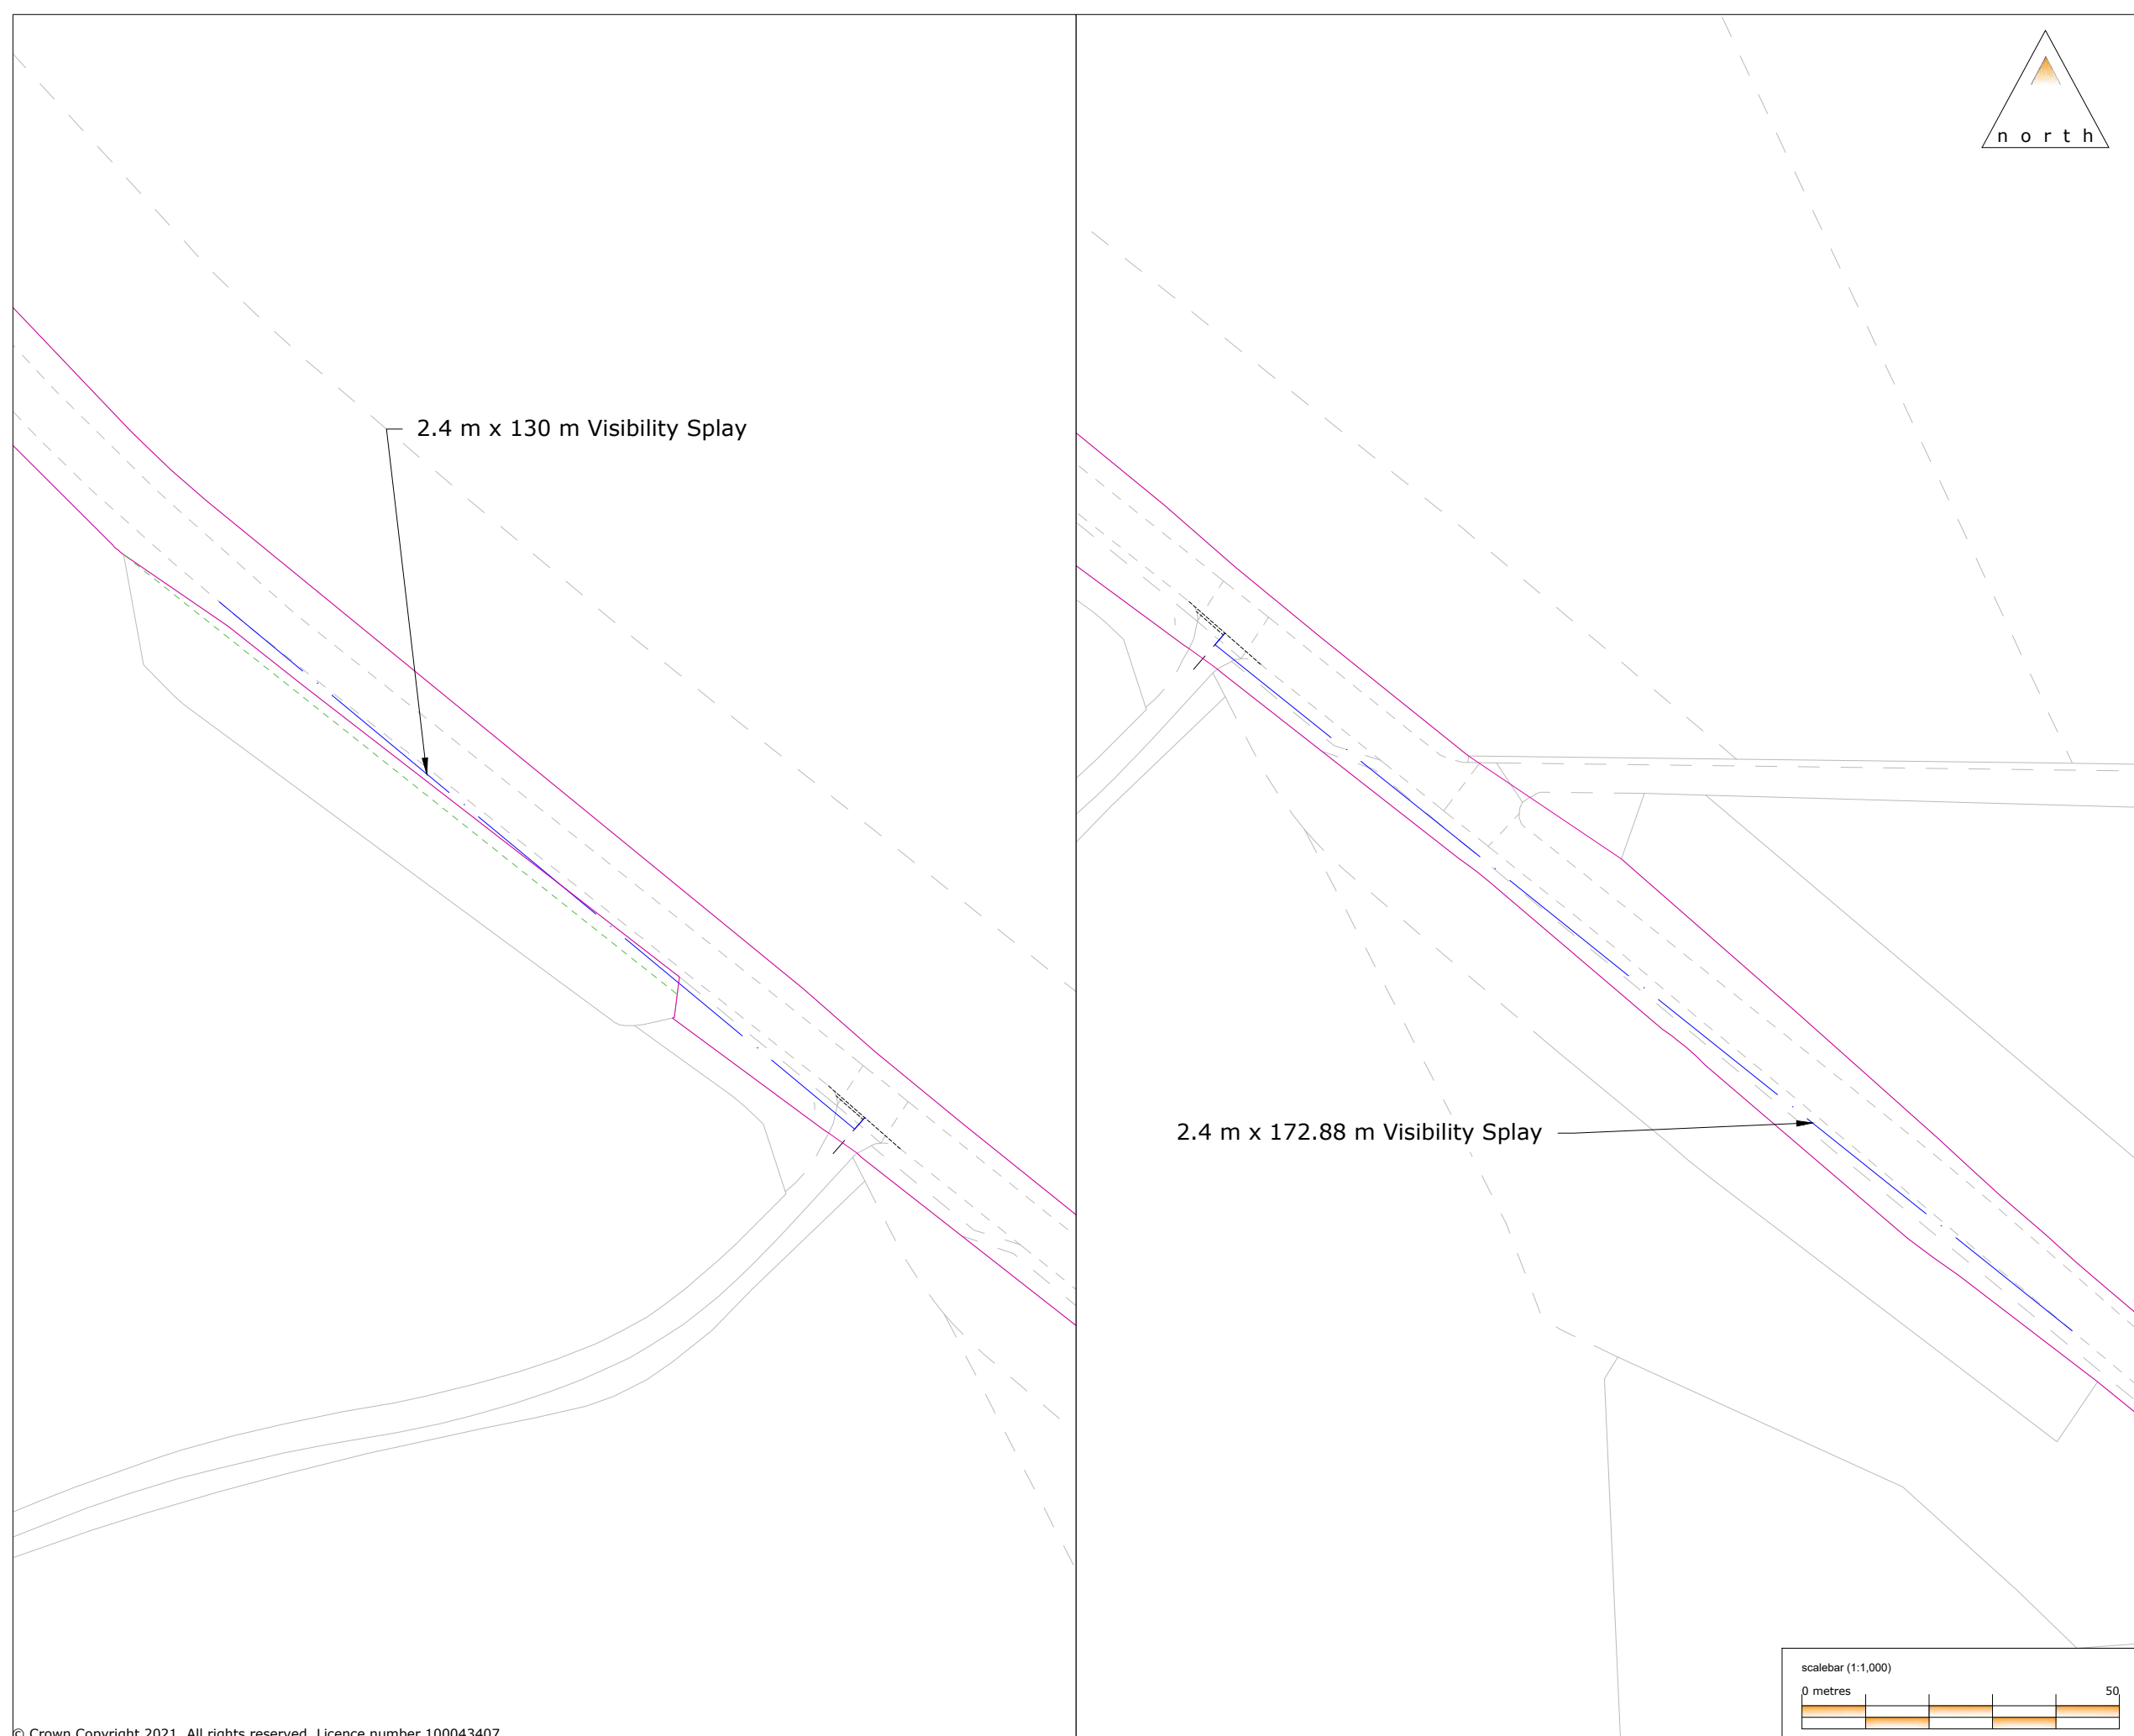 n o r t h
2.4 m x 130 m Visibility Splay
2.4 m x 172.88 m Visibility Splay
scalebar (1:1,000)
0 metres 50
© Crown Copyright 2021. All rights reserved. Licence number 100043407